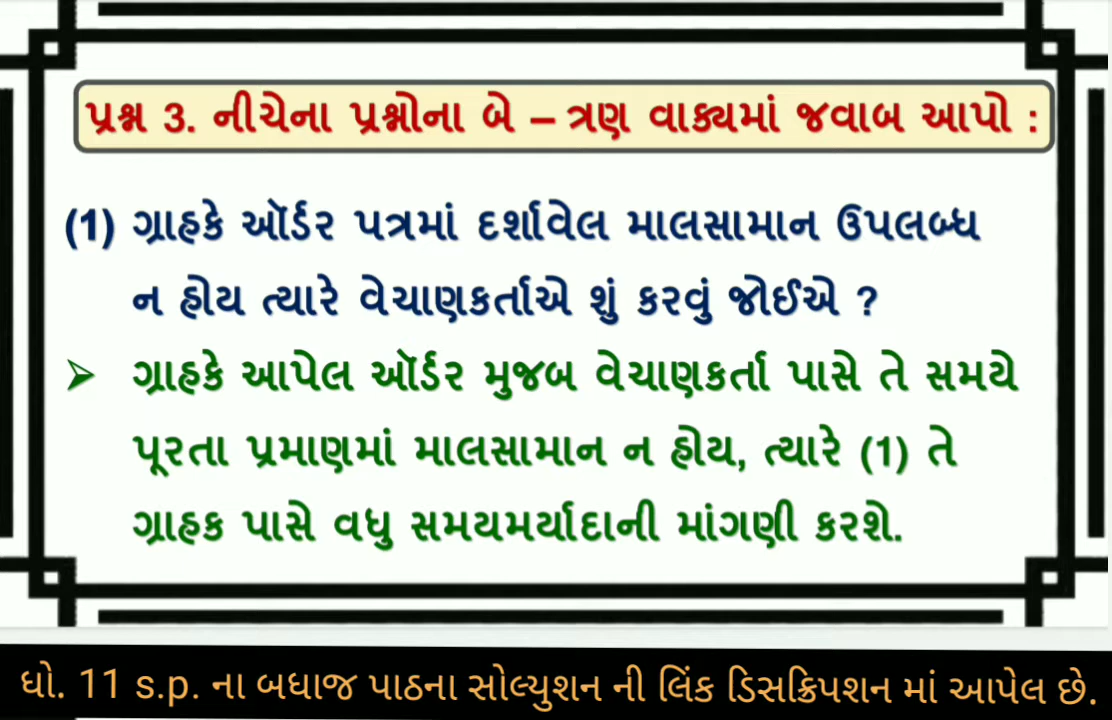 પ્રશ્ન 3. નીચેના પ્રશ્નોના બે – ત્રણ વાક્યમાં જવાબ આપો :
(1) ગ્રાહકે ઑર્ડર પત્રમાં દર્શાવેલ માલસામાન ઉપલબ્ધ
ન હોય ત્યારે વેચાણકર્તાએ શું કરવું જોઈએ ?
➢ ગ્રાહકે આપેલ ઑર્ડર મુજબ વેચાણકર્તા પાસે તે સમયે
પૂરતા પ્રમાણમાં માલસામાન ન હોય, ત્યારે (1) તે
ગ્રાહક પાસે વધુ સમયમર્યાદાની માંગણી કરશે.
ધો. 11 s.p. ના બધાજ પાઠના સોલ્યુશન ની લિંક ડિસક્રિપશન માં આપેલ છે.